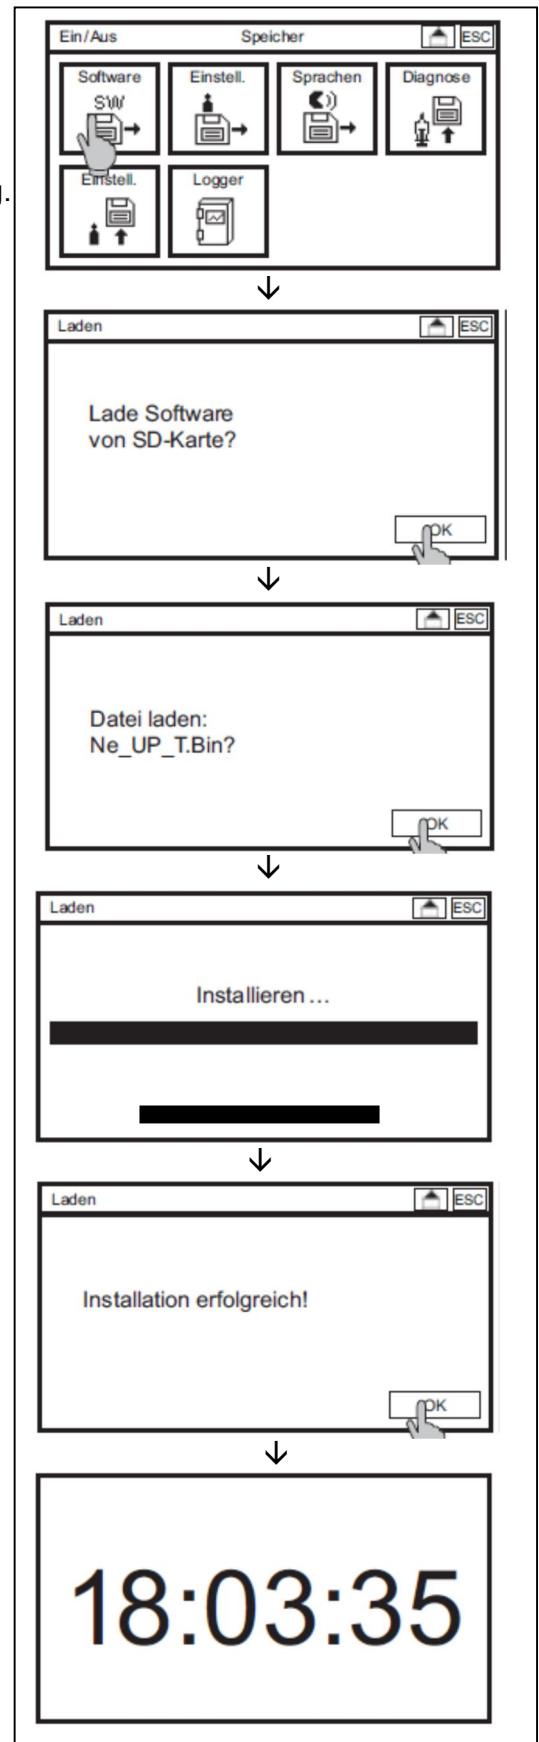 Ein/Aus Speicher ESC
Software Einstell. Sprachen Diagnose
SW
g.
Einstell. Logger
Laden ESC
Lade Software
von SD-Karte?
OK
Laden ESC
Datei laden:
Ne_UP_T.Bin?
OK
Laden ESC
Installieren ...
Laden ESC
Installation erfolgreich!
OK
18:03:35